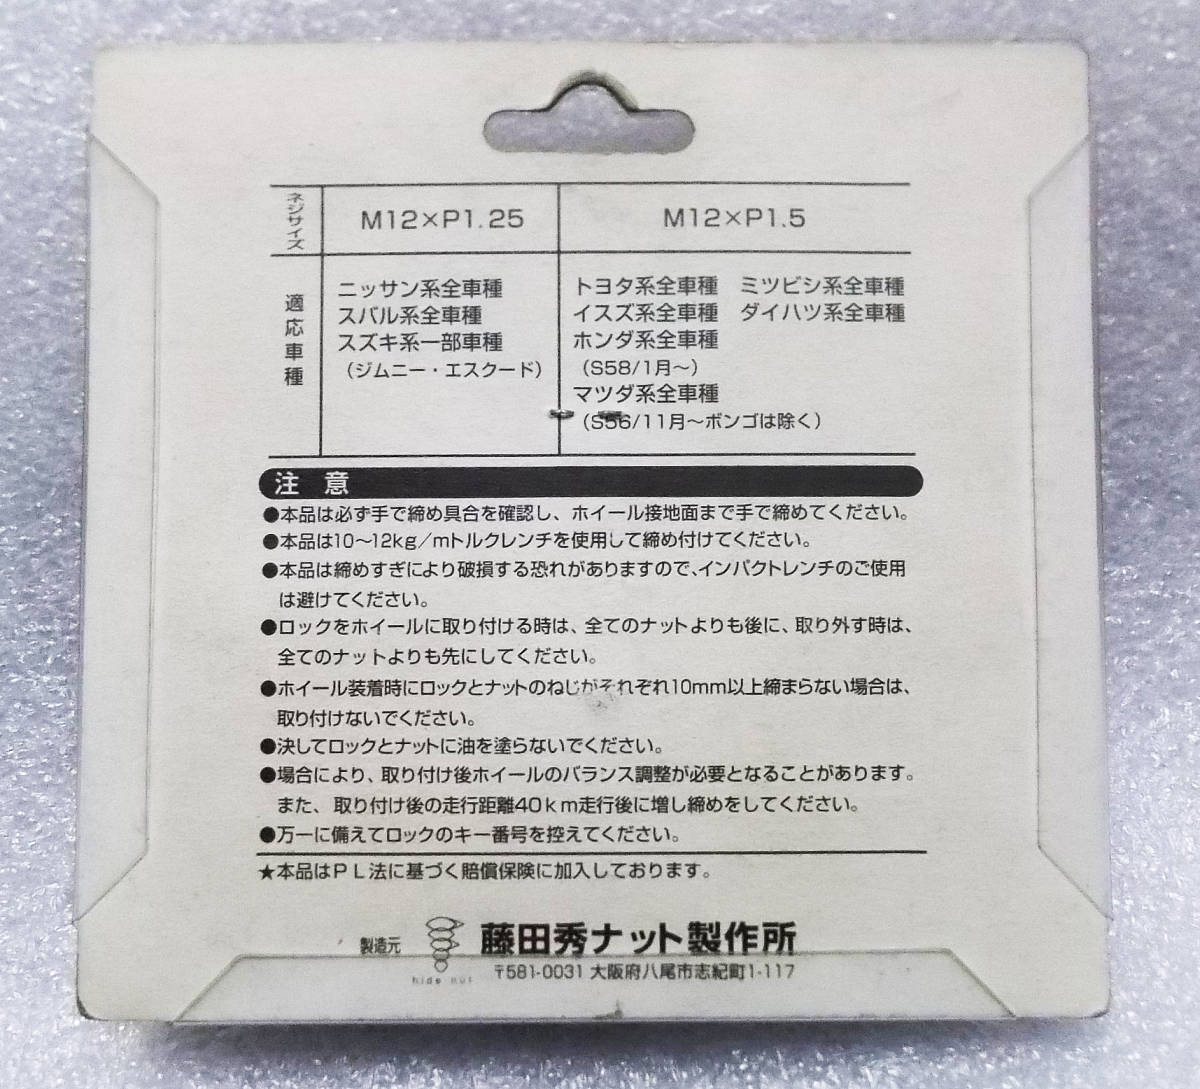 ネジサイズ M12×P1.25 M12×P1.5
適応車種
ニッサン系全車種
スバル系全車種
スズキ系一部車種
（ジムニー・エスクード）
トヨタ系全車種 ミツビシ系全車種
イスズ系全車種 ダイハツ系全車種
ホンダ系全車種
（S58/1月〜）
マツダ系全車種
（S56/11月〜ボンゴは除く）
注 意
●本品は必ず手で締め具合を確認し、ホイール接地面まで手で締めてください。
●本品は10〜12kg／mトルクレンチを使用して締め付けてください。
●本品は締めすぎにより破損する恐れがありますので、インパクトレンチのご使用
は避けてください。
●ロックをホイールに取り付ける時は、全てのナットよりも後に、取り外す時は、
全てのナットよりも先にしてください。
●ホイール装着時にロックとナットのねじがそれぞれ10mm以上締まらない場合は、
取り付けないでください。
●決してロックとナットに油を塗らないでください。
●場合により、取り付け後ホイールのバランス調整が必要となることがあります。
また、取り付け後の走行距離40km走行後に増し締めをしてください。
●万一に備えてロックのキー番号を控えてください。
★本品はPL法に基づく賠償保険に加入しております。
製造元 hide nut 藤田秀ナット製作所
〒581-0031 大阪府八尾市志紀町1-117